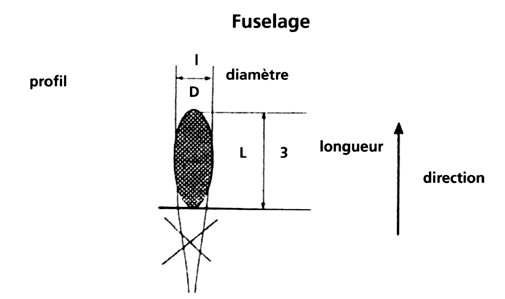 Fuselage
I
diamètre
profil
D
L
3
longueur
direction